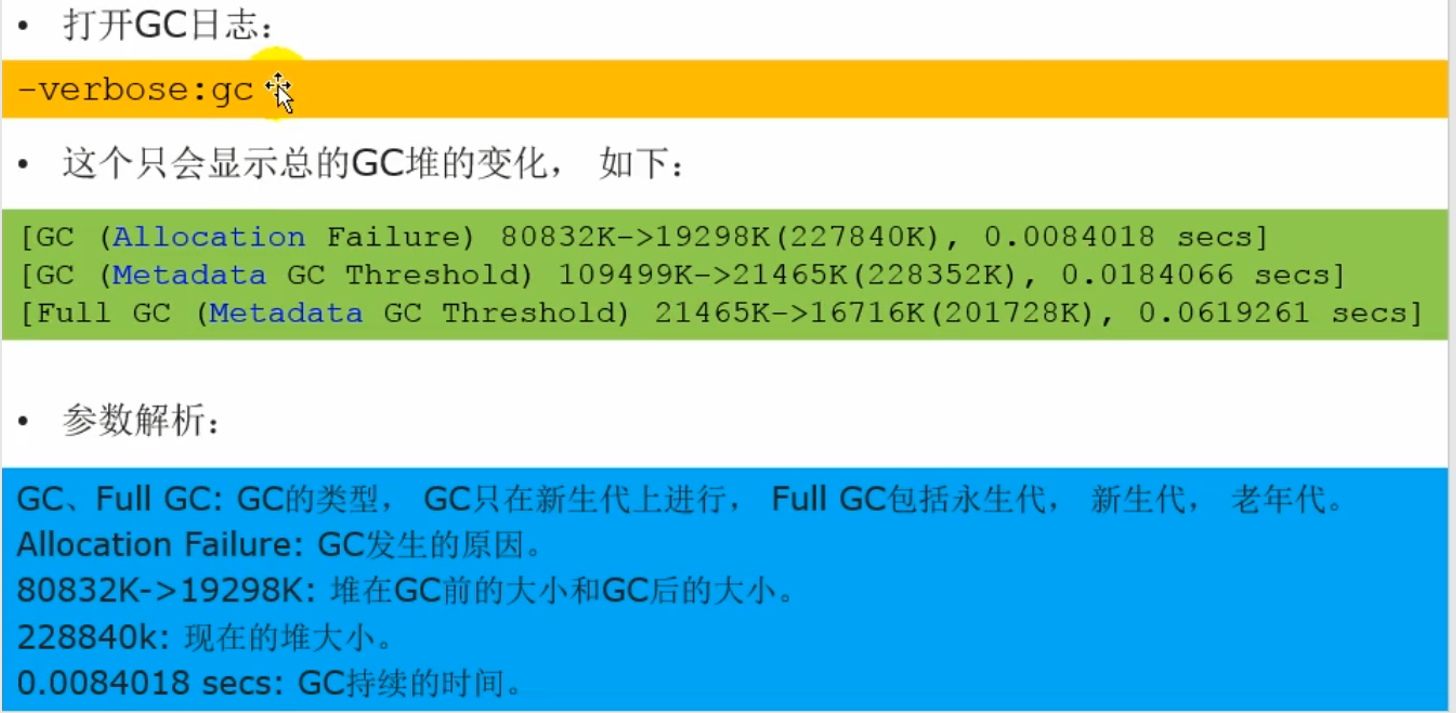 • 打开GC日志：
-verbose:gc
• 这个只会显示总的GC堆的变化， 如下：
[GC (Allocation Failure) 80832K->19298K(227840K), 0.0084018 secs]
[GC (Metadata GC Threshold) 109499K->21465K(228352K), 0.0184066 secs]
[Full GC (Metadata GC Threshold) 21465K->16716K(201728K), 0.0619261 secs]
• 参数解析：
GC、Full GC: GC的类型， GC只在新生代上进行， Full GC包括永生代， 新生代， 老年代。
Allocation Failure: GC发生的原因。
80832K->19298K: 堆在GC前的大小和GC后的大小。
228840k: 现在的堆大小。
0.0084018 secs: GC持续的时间。